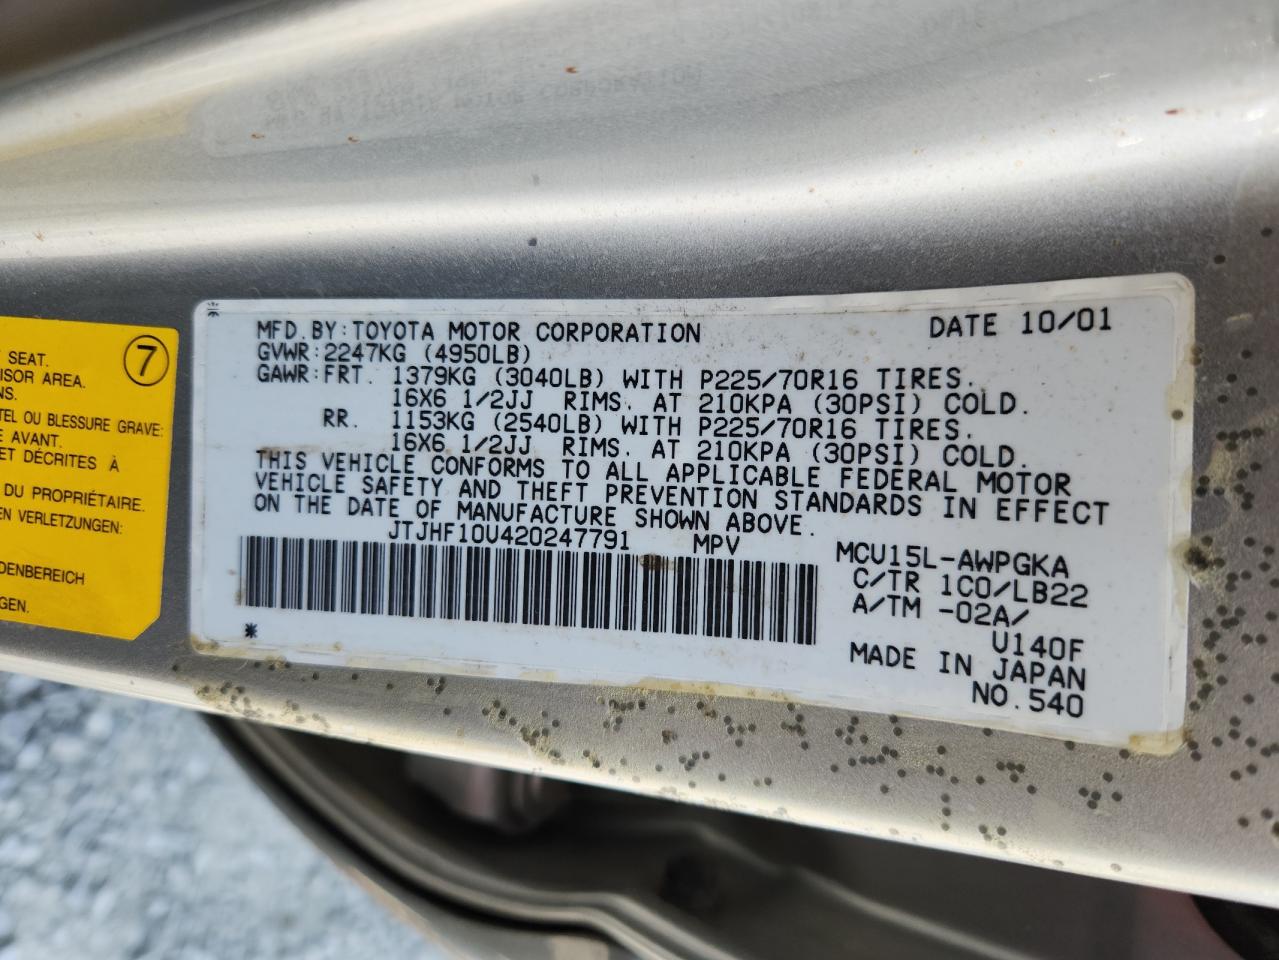 SEAT.
ISOR AREA.
NS.
TEL OU BLESSURE GRAVE:
E AVANT.
ET DÉCRITES À
DU PROPRIÉTAIRE.
EN VERLETZUNGEN:
DENBEREICH
GEN.
7
MFD.BY:TOYOTA MOTOR CORPORATION DATE 10/01
GVWR:2247KG (4950LB)
GAWR:FRT. 1379KG (3040LB) WITH P225/70R16 TIRES.
16X6 1/2JJ RIMS. AT 210KPA (30PSI) COLD.
RR. 1153KG (2540LB) WITH P225/70R16 TIRES.
16X6 1/2JJ RIMS. AT 210KPA (30PSI) COLD.
THIS VEHICLE CONFORMS TO ALL APPLICABLE FEDERAL MOTOR
VEHICLE SAFETY AND THEFT PREVENTION STANDARDS IN EFFECT
ON THE DATE OF MANUFACTURE SHOWN ABOVE.
JTJHF10U420247791 MPV
MCU15L-AWPGKA
C/TR 1C0/LB22
A/TM -02A/
U140F
MADE IN JAPAN
NO.540